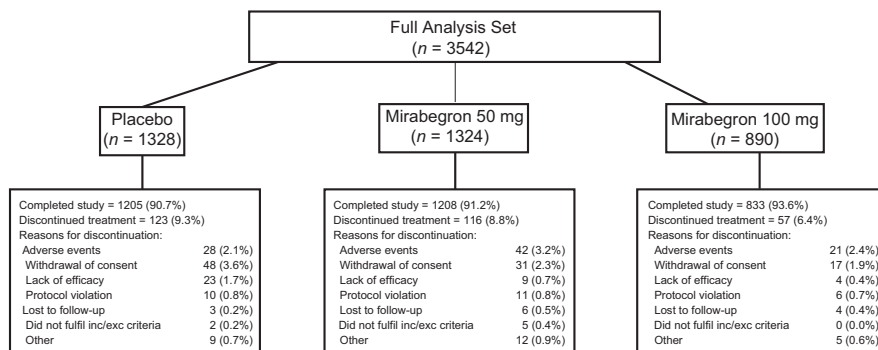 Full Analysis Set
(n = 3542)
Placebo
(n = 1328)
Mirabegron 50 mg
(n = 1324)
Mirabegron 100 mg
(n = 890)
Completed study = 1205 (90.7%)
Discontinued treatment = 123 (9.3%)
Reasons for discontinuation:
Adverse events 28 (2.1%)
Withdrawal of consent 48 (3.6%)
Lack of efficacy 23 (1.7%)
Protocol violation 10 (0.8%)
Lost to follow-up 3 (0.2%)
Did not fulfil inc/exc criteria 2 (0.2%)
Other 9 (0.7%)
Completed study = 1208 (91.2%)
Discontinued treatment = 116 (8.8%)
Reasons for discontinuation:
Adverse events 42 (3.2%)
Withdrawal of consent 31 (2.3%)
Lack of efficacy 9 (0.7%)
Protocol violation 11 (0.8%)
Lost to follow-up 6 (0.5%)
Did not fulfil inc/exc criteria 5 (0.4%)
Other 12 (0.9%)
Completed study = 833 (93.6%)
Discontinued treatment = 57 (6.4%)
Reasons for discontinuation:
Adverse events 21 (2.4%)
Withdrawal of consent 17 (1.9%)
Lack of efficacy 4 (0.4%)
Protocol violation 6 (0.7%)
Lost to follow-up 4 (0.4%)
Did not fulfil inc/exc criteria 0 (0.0%)
Other 5 (0.6%)